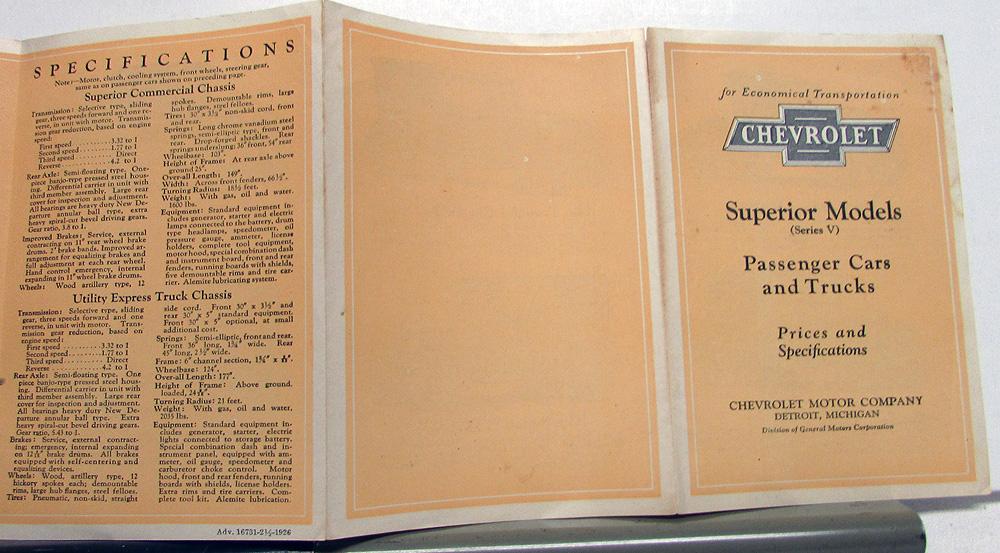 SPECIFICATIONS
Note:—Motor, clutch, cooling system, front wheels, steering gear,
same as on passenger cars shown on preceding page.
Superior Commercial Chassis
Transmission: Selective type, sliding
gear, three speeds forward and one re-
verse, in unit with motor. Transmis-
sion gear reduction, based on engine
speed:
First speed ........... 3.32 to 1
Second speed ........... 1.77 to 1
Third speed ........... Direct
Reverse ........... 4.2 to 1
Rear Axle: Semi-floating type. One-
piece banjo-type pressed steel hous-
ing. Differential carrier in unit with
third member assembly. Large rear
cover for inspection and adjustment.
All bearings are heavy duty New De-
parture annular ball type, extra
heavy spiral-cut bevel driving gears.
Gear ratio, 3.8 to 1.
Improved Brakes: Service, external
contracting on 11" rear wheel brake
drums. 2" brake bands. Improved ar-
rangement for equalizing brakes and
full adjustment at each rear wheel.
Hand control emergency, internal
expanding in 11" wheel brake drums.
Wheels: Wood artillery type, 12
spokes. Demountable rims, large
hub flanges, steel felloes.
Tires: 30" x 3½" non-skid cord, front
and rear.
Springs: Long chrome vanadium steel
springs, semi-elliptic type, front and
rear. Drop-forged shackles. Rear
springs underslung: 36" front, 54" rear
Wheelbase: 103".
Height of Frame: At rear axle above
ground 25".
Over-all Length: 149".
Width: Across front fenders, 66½".
Turning Radius: 18½ feet.
Weight: With gas, oil and water.
1600 lbs.
Equipment: Standard equipment in-
cludes generator, starter and electric
lamps connected to the battery, drum
type headlamps, speedometer, oil
pressure gauge, ammeter, license
holders, complete tool equipment,
motor hood, special combination dash
and instrument board, front and rear
fenders, running boards with shields,
five demountable rims and tire car-
rier. Alemite lubricating system.
Utility Express Truck Chassis
Transmission: Selective type, sliding
gear, three speeds forward and one
reverse, in unit with motor. Trans-
mission gear reduction, based on
engine speed:
First speed ......... 3.32 to 1
Second speed ......... 1.77 to 1
Third speed ......... Direct
Reverse ......... 4.2 to 1
Rear Axle: Semi-floating type. One
piece banjo-type pressed steel hous-
ing. Differential carrier in unit with
third member assembly. Large rear
cover for inspection and adjustment.
All bearings heavy duty New De-
parture annular ball type. Extra
heavy spiral bevel driving gears.
Gear ratio, 5.43 to 1.
Brakes: Service, external contract-
ing; emergency, internal expanding
on brake drums. All brakes
equipped with self-centering and
equalizing devices.
Wheels: Wood, artillery type, 12
hickory spokes each; demountable
rims, large hub flanges, steel felloes.
Tires: Pneumatic, non-skid, straight
side cord. Front 30" x 3½" and
rear 30" x 5" standard equipment.
Front 30" x 5" optional, at small
additional cost.
Springs: Semi-elliptic, front and rear.
Front 36" long, 1¾" wide. Rear
45" long, 2½" wide.
Frame: 6" channel section,
Wheelbase: 124".
Over-all Length: 177".
Height of Frame: Above ground.
loaded,
Turning Radius: 21 feet.
Weight: With gas, oil and water,
2035 lbs.
Equipment: Standard equipment in-
cludes generator, starter, electric
lights connected to storage battery.
Special combination dash and in-
strument panel, equipped with am-
meter, oil gauge, speedometer and
carburetor choke control. Motor
hood, front and rear fenders, running
boards with shields, license holders.
Extra rims and tire carriers. Com-
plete tool kit. Alemite lubrication.
Adv. 16731-2½-1926
for Economical Transportation
CHEVROLET
Superior Models
(Series V)
Passenger Cars
and Trucks
Prices and
Specifications
CHEVROLET MOTOR COMPANY
DETROIT, MICHIGAN
Division of General Motors Corporation